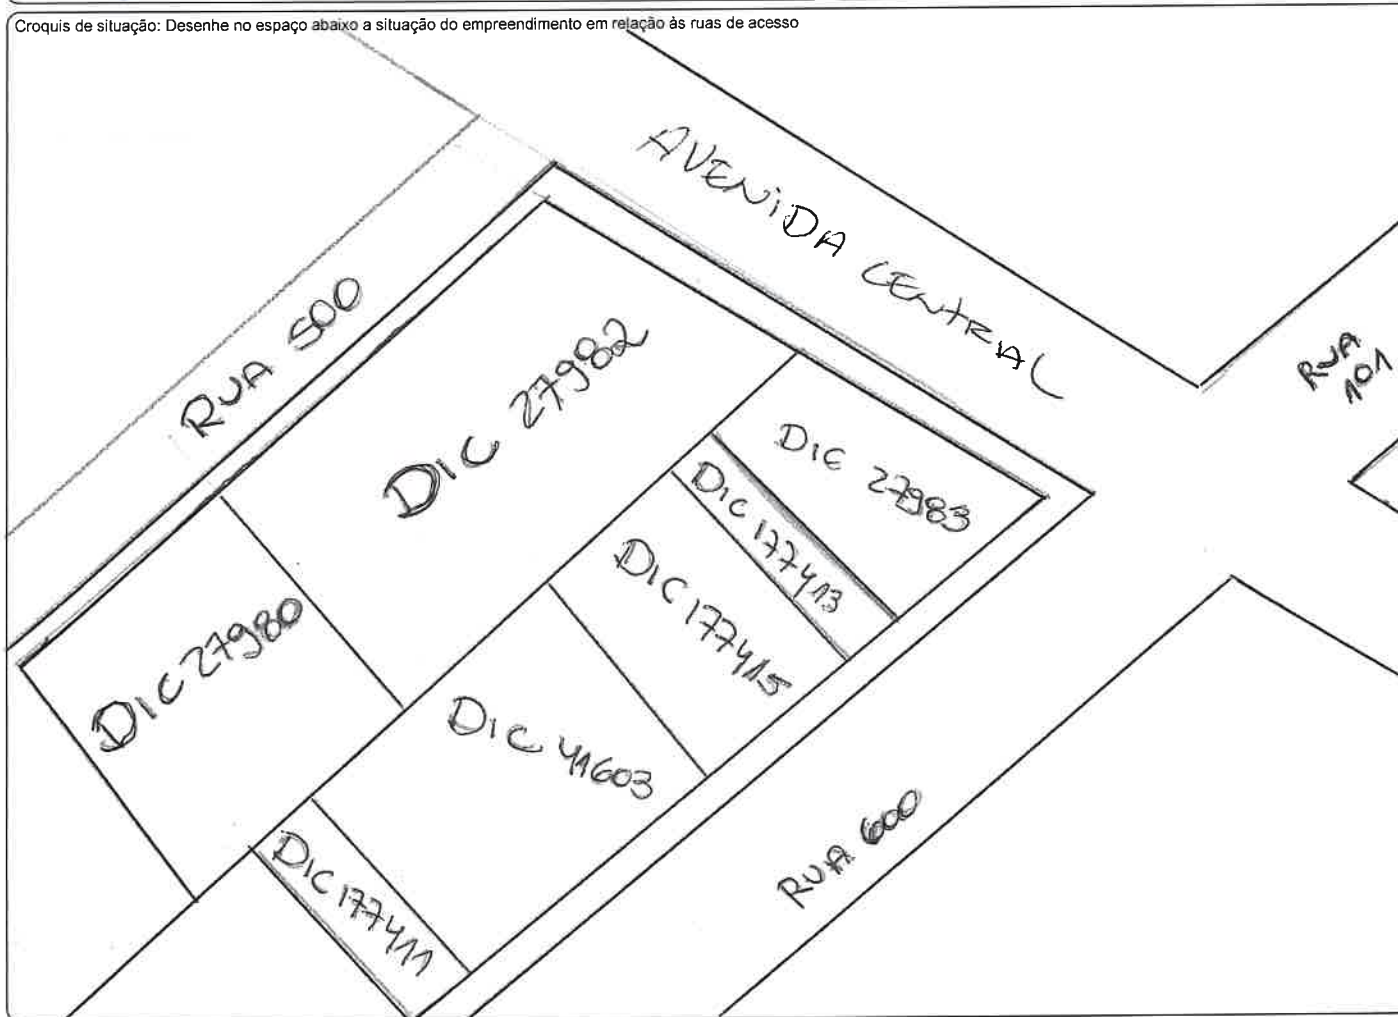 Croquis de situação: Desenhe no espaço abaixo a situação do empreendimento em relação às ruas de acesso
AVENIDA CENTRAL
RUA 500
RUA
101
DIC 27982
DIC 27983
DIC 177413
DIC 177415
DIC 27980
DIC 41603
RUA 600
DIC 177411